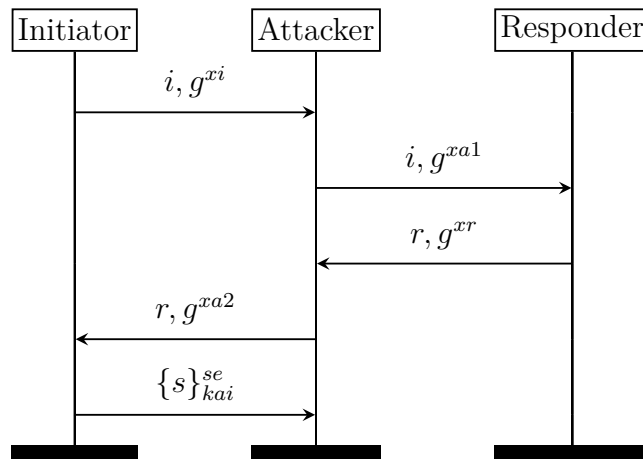 Initiator Attacker Responder
$i, g^{xi}$
$i, g^{xa1}$
$r, g^{xr}$
$r, g^{xa2}$
$\{s\}^{se}_{kai}$